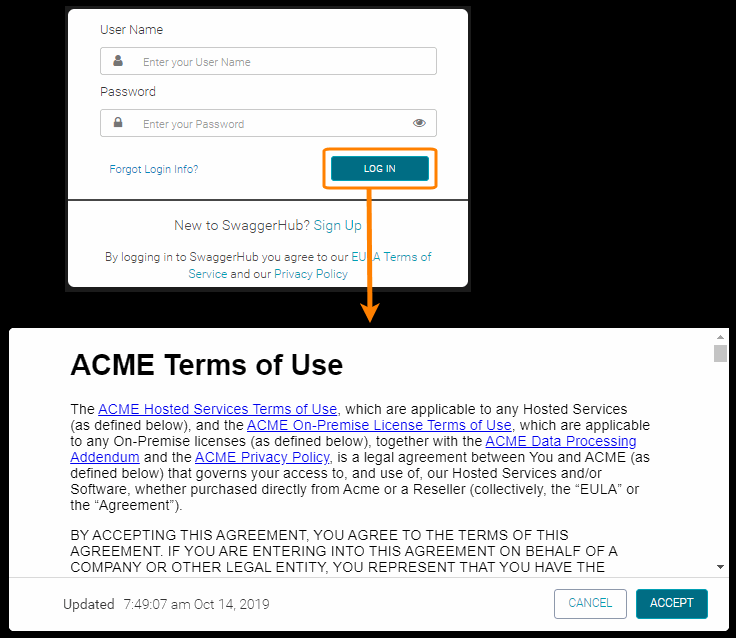 User Name
Enter your User Name
Password
Enter your Password
Forgot Login Info?
LOG IN
New to SwaggerHub? Sign Up
By logging in to SwaggerHub you agree to our EULA Terms of
Service and our Privacy Policy
ACME Terms of Use
The ACME Hosted Services Terms of Use, which are applicable to any Hosted Services
(as defined below), and the ACME On-Premise License Terms of Use, which are applicable
to any On-Premise licenses (as defined below), together with the ACME Data Processing
Addendum and the ACME Privacy Policy, is a legal agreement between You and ACME (as
defined below) that governs your access to, and use of, our Hosted Services and/or
Software, whether purchased directly from Acme or a Reseller (collectively, the “EULA” or
the “Agreement”).
BY ACCEPTING THIS AGREEMENT, YOU AGREE TO THE TERMS OF THIS
AGREEMENT. IF YOU ARE ENTERING INTO THIS AGREEMENT ON BEHALF OF A
COMPANY OR OTHER LEGAL ENTITY, YOU REPRESENT THAT YOU HAVE THE
Updated 7:49:07 am Oct 14, 2019
CANCEL
ACCEPT